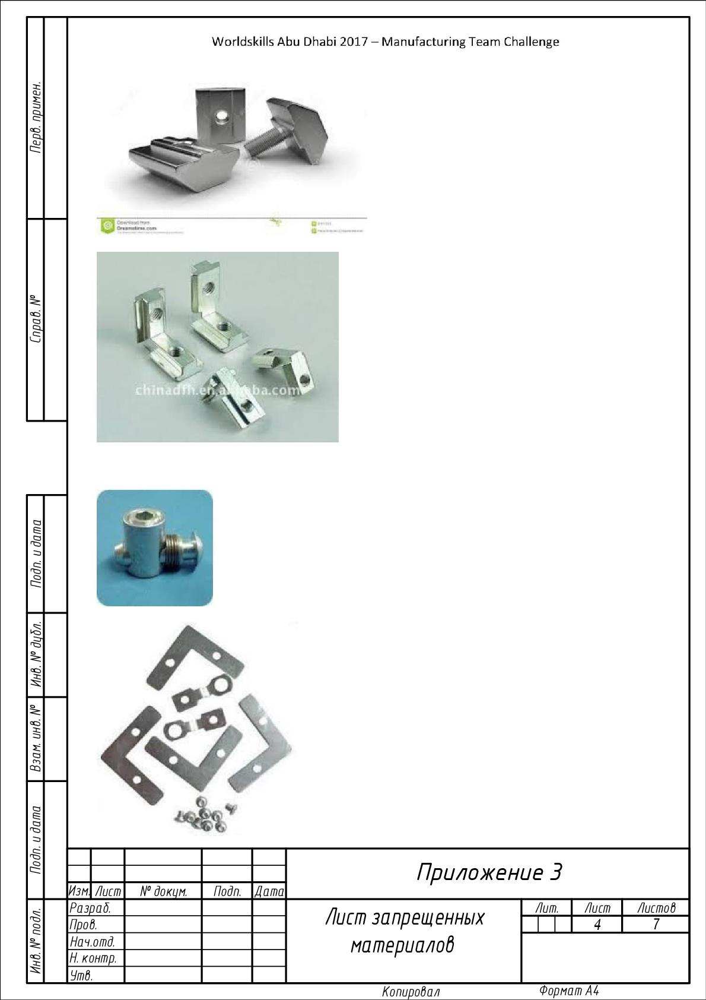 Worldskills Abu Dhabi 2017 – Manufacturing Team Challenge
Перв. примен.
Справ. №
Download from
Dreamstime.com
chinadfh.en.alibaba.com
Подп. и дата
Инв. № дубл.
Взам. инв. №
Подп. и дата
Инв. № подл.
Приложение 3
Изм. Лист № докум. Подп. Дата
Разраб.
Пров.
Нач.отд.
Н. контр.
Утв.
Лист запрещенных
материалов
Лит. Лист Листов
4 7
Копировал Формат А4